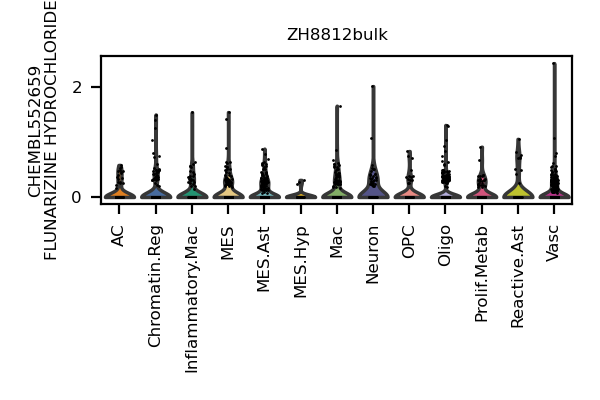 ZH8812bulk
CHEMBL552659
FLUNARIZINE HYDROCHLORIDE
2
0
AC
Chromatin.Reg
Inflammatory.Mac
MES
MES.Ast
MES.Hyp
Mac
Neuron
OPC
Oligo
Prolif.Metab
Reactive.Ast
Vasc